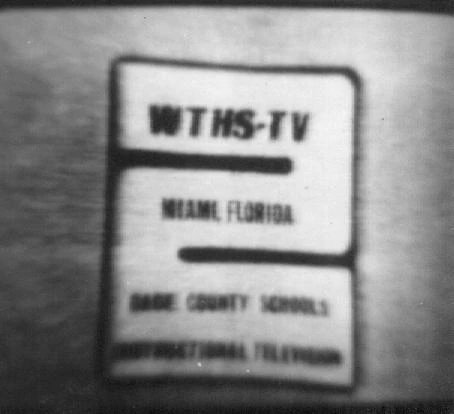 WTHS-TV
MIAMI, FLORIDA
DADE COUNTY SCHOOLS
INSTRUCTIONAL TELEVISION